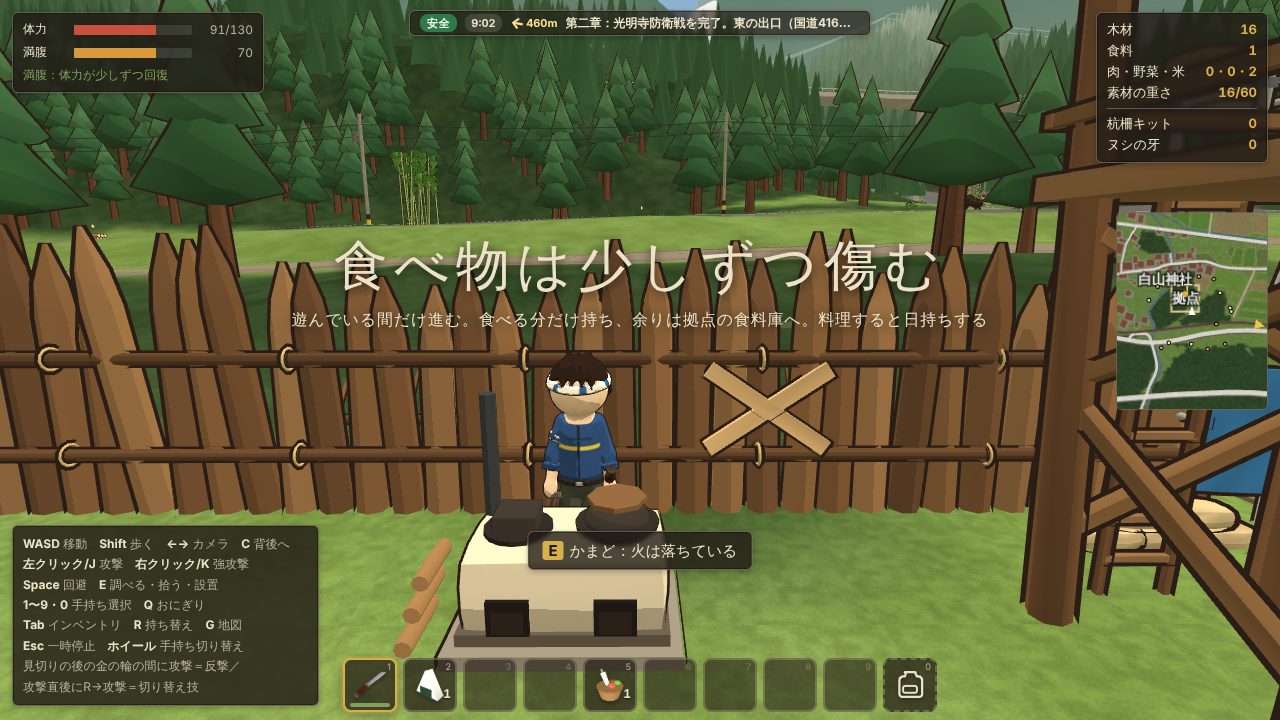 体力 91/130
満腹 70
満腹：体力が少しずつ回復
安全 9:02 ←460m 第二章：光明寺防衛戦を完了。東の出口（国道416…
木材 16
食料 1
肉・野菜・米 0・0・2
素材の重さ 16/60
杭柵キット 0
ヌシの牙 0
白山神社
拠点
食べ物は少しずつ傷む
遊んでいる間だけ進む。食べる分だけ持ち、余りは拠点の食料庫へ。料理すると日持ちする
E かまど：火は落ちている
WASD 移動 Shift 歩く ←→ カメラ C 背後へ
左クリック/J 攻撃 右クリック/K 強攻撃
Space 回避 E 調べる・拾う・設置
1〜9・0 手持ち選択 Q おにぎり
Tab インベントリ R 持ち替え G 地図
Esc 一時停止 ホイール 手持ち切り替え
見切りの後の金の輪の間に攻撃＝反撃／
攻撃直後にR→攻撃＝切り替え技
1 2 3 4 5 6 7 8 9 0
1 1